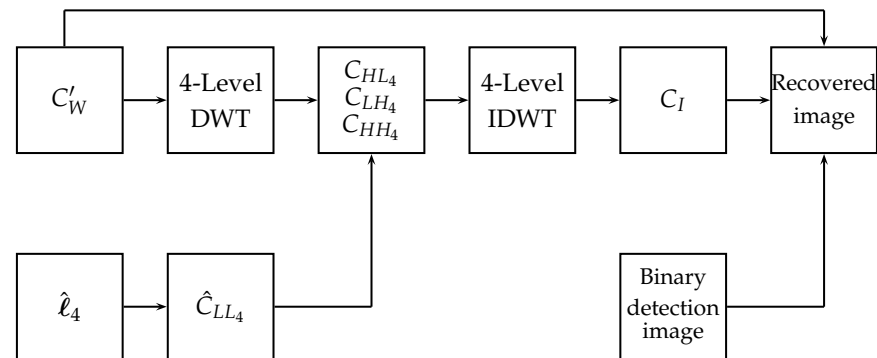 C'_W
4-Level
DWT
C_{HL_4}
C_{LH_4}
C_{HH_4}
4-Level
IDWT
C_I
Recovered
image
\hat{ℓ}_4
Ĉ_{LL_4}
Binary
detection
image